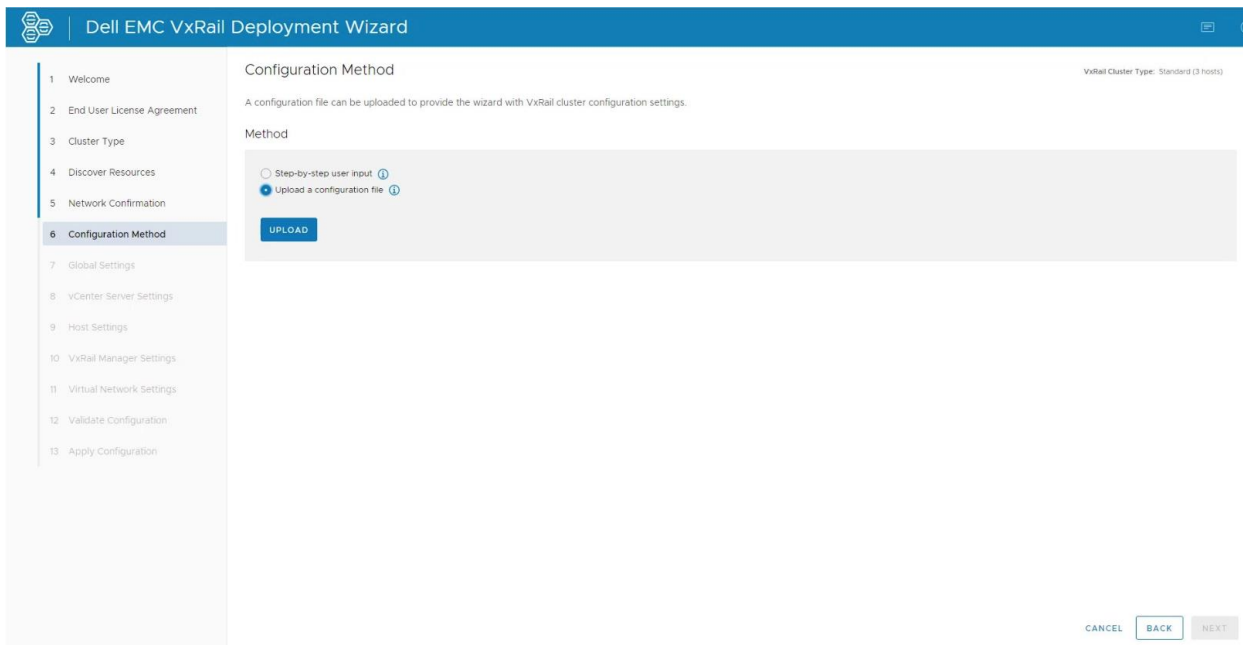 Dell EMC VxRail Deployment Wizard
1 Welcome
2 End User License Agreement
3 Cluster Type
4 Discover Resources
5 Network Confirmation
6 Configuration Method
7 Global Settings
8 vCenter Server Settings
9 Host Settings
10 VxRail Manager Settings
11 Virtual Network Settings
12 Validate Configuration
13 Apply Configuration
Configuration Method
VxRail Cluster Type: Standard (3 hosts)
A configuration file can be uploaded to provide the wizard with VxRail cluster configuration settings.
Method
Step-by-step user input
Upload a configuration file
UPLOAD
CANCEL BACK NEXT